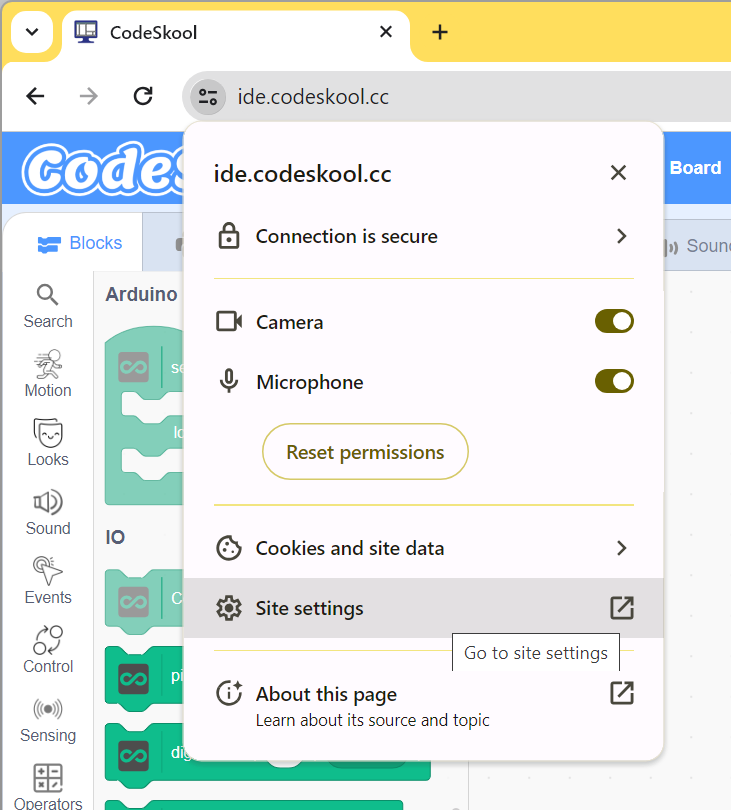 CodeSkool
ide.codeskool.cc
Codes
Board
ide.codeskool.cc
Connection is secure
Blocks
Sound
Arduino
Search
Camera
Motion
Microphone
Looks
Reset permissions
Sound
IO
Cookies and site data
Events
Site settings
Go to site settings
Control
About this page
Learn about its source and topic
Sensing
Operators